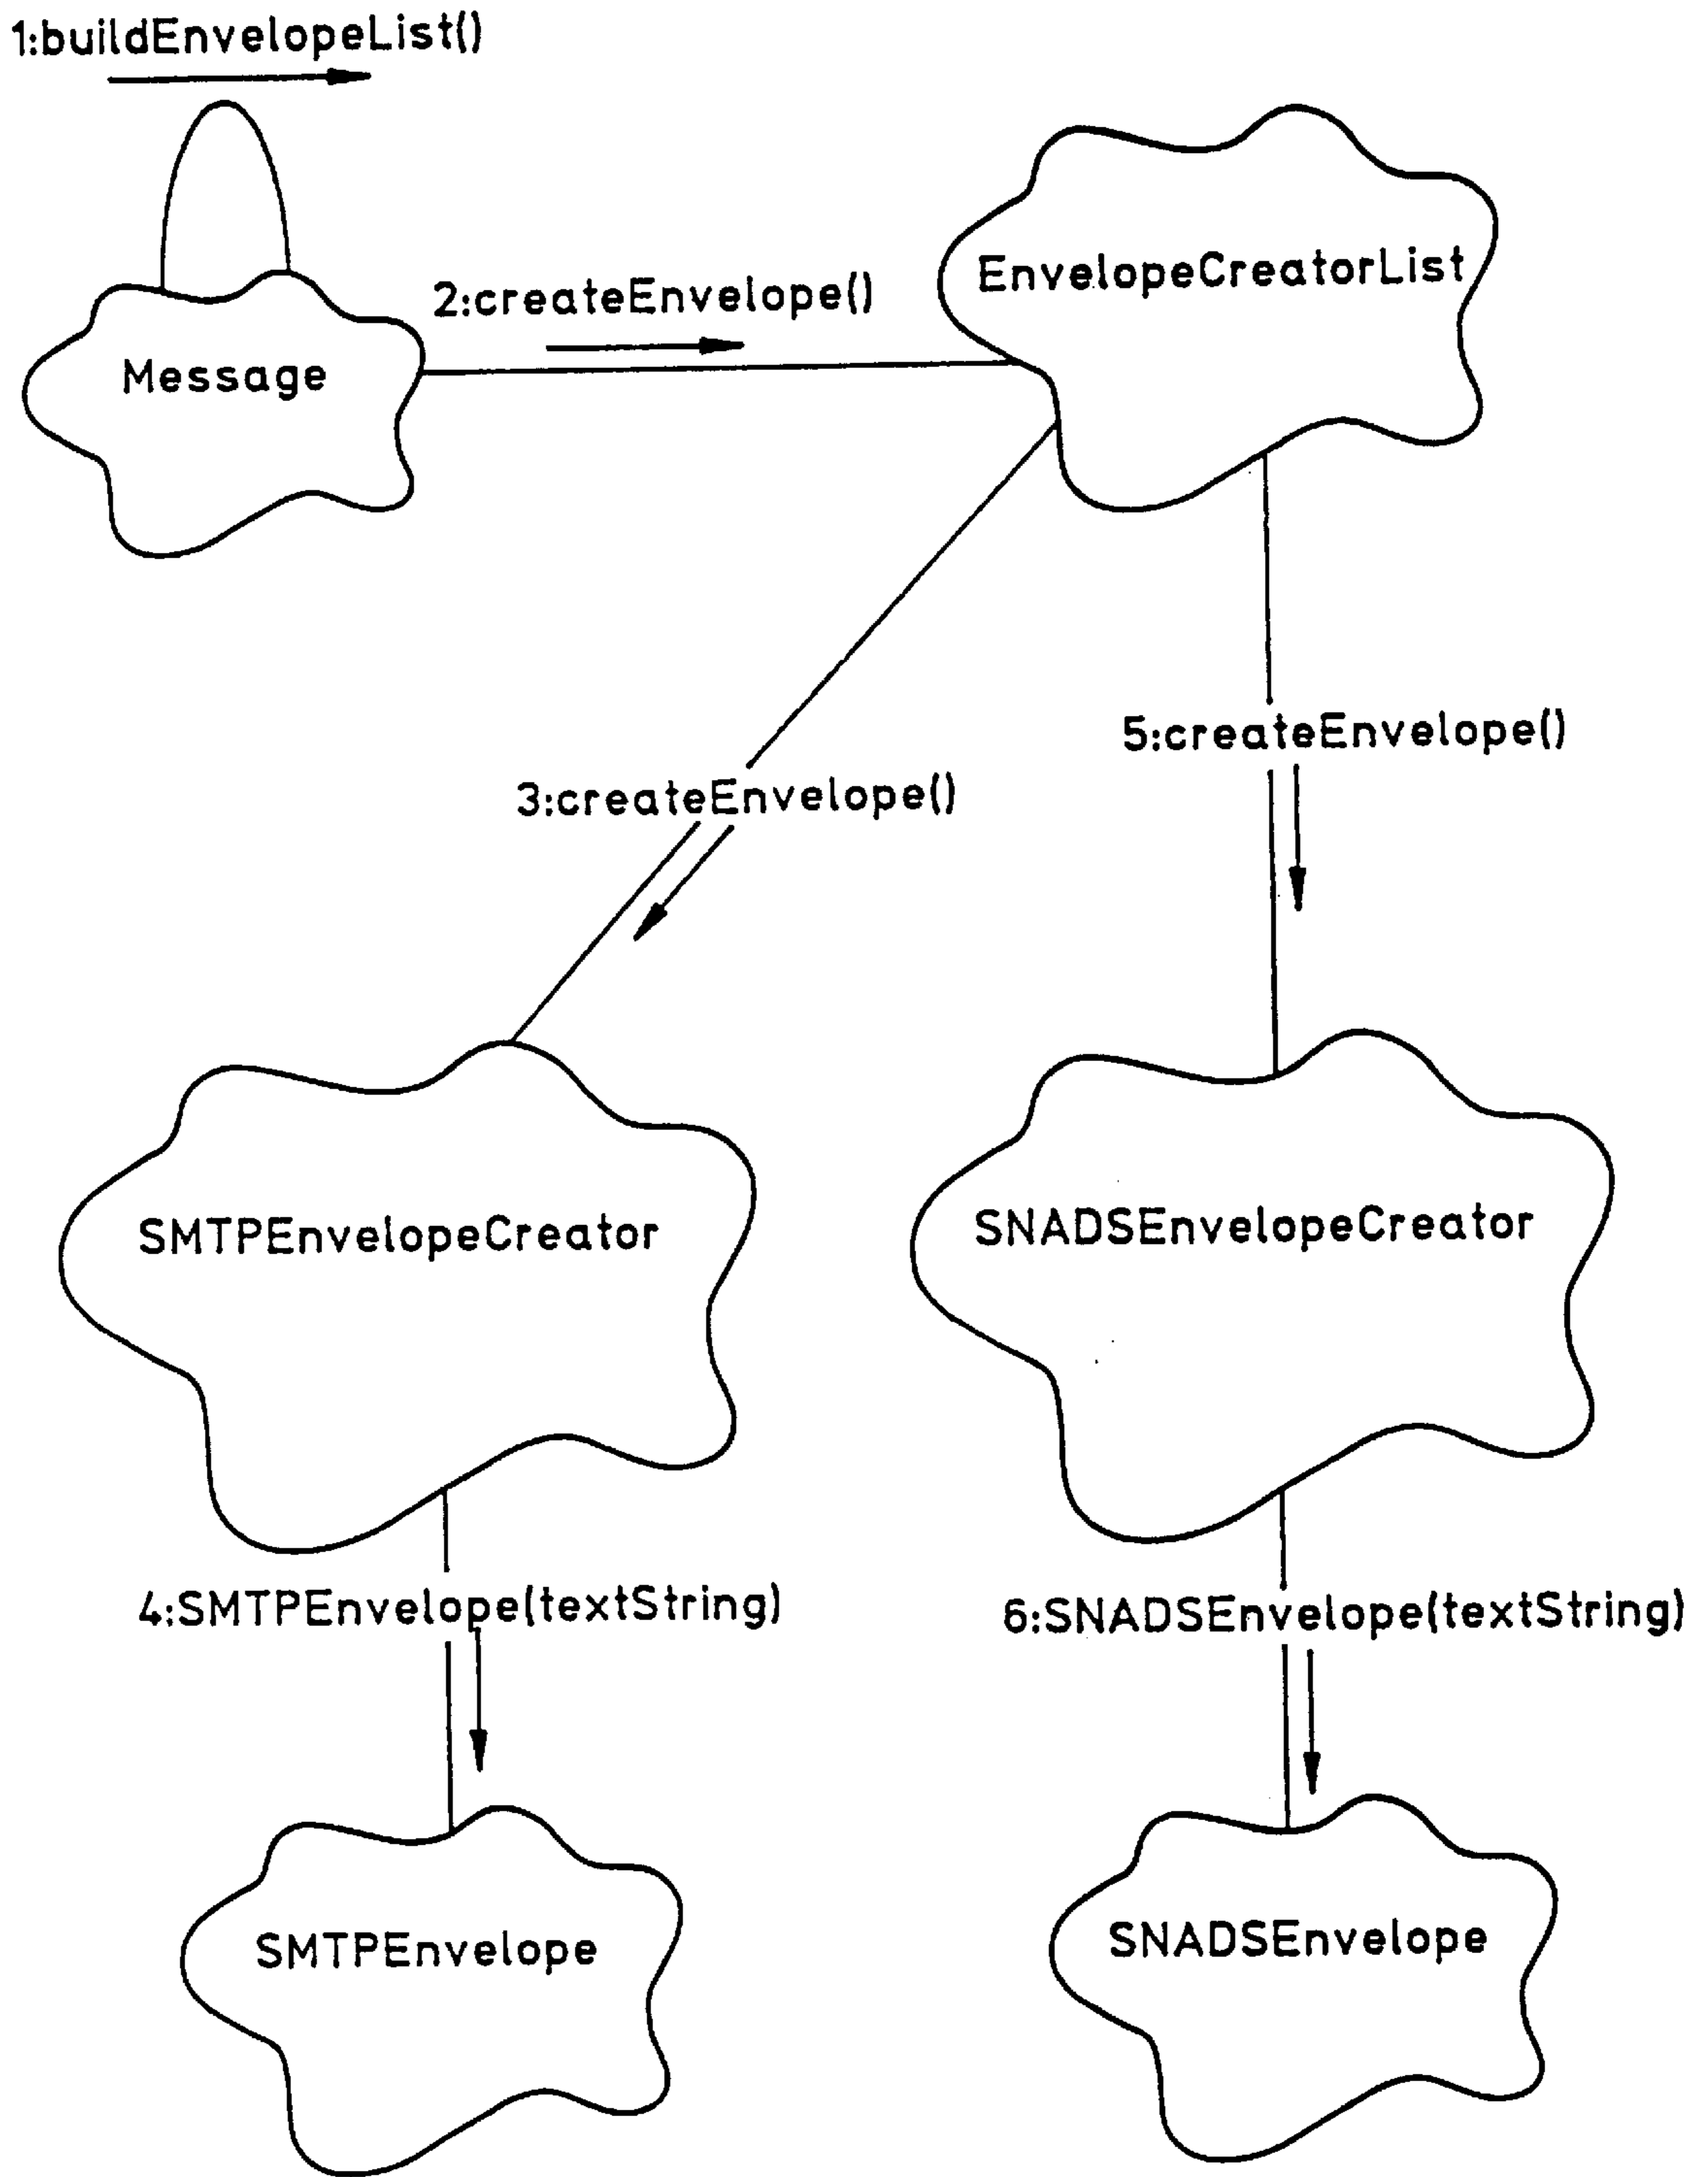 1:buildEnvelopeList()
EnvelopeCreatorList
2:createEnvelope()
Message
5:createEnvelope()
3:createEnvelope()
SMTPEnvelopeCreator
SNADSEnvelopeCreator
4:SMTPEnvelope(textString)
6:SNADSEnvelope(textString)
SMTPEnvelope
SNADSEnvelope